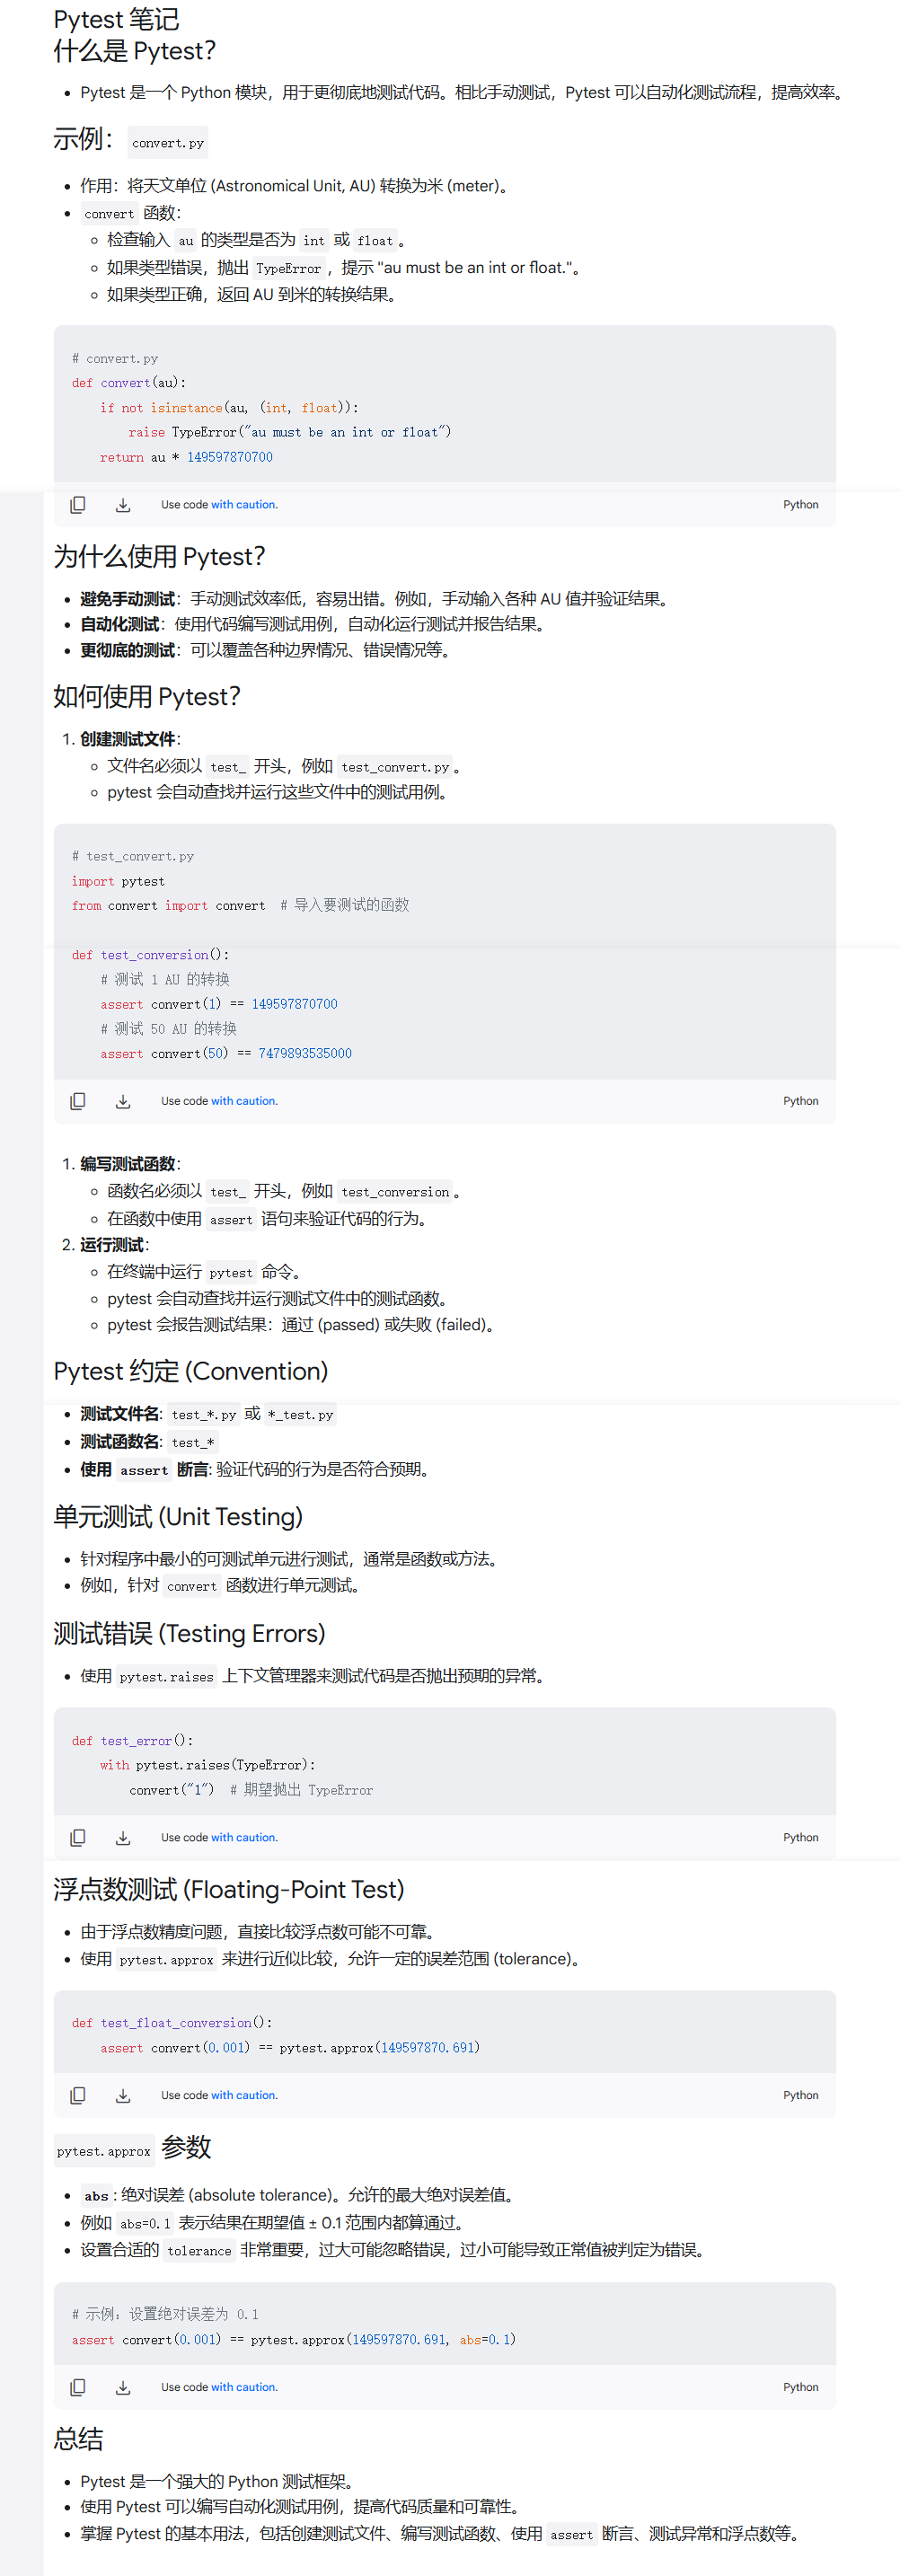 Pytest 笔记
什么是 Pytest？
Pytest 是一个 Python 模块，用于更彻底地测试代码。相比手动测试，Pytest 可以自动化测试流程，提高效率。
示例：convert.py
作用：将天文单位 (Astronomical Unit, AU) 转换为米 (meter)。
convert 函数：
检查输入 au 的类型是否为 int 或 float。
如果类型错误，抛出 TypeError，提示 "au must be an int or float."。
如果类型正确，返回 AU 到米的转换结果。
# convert.py
def convert(au):
    if not isinstance(au, (int, float)):
        raise TypeError("au must be an int or float")
    return au * 149597870700
Use code with caution. Python
为什么使用 Pytest？
避免手动测试：手动测试效率低，容易出错。例如，手动输入各种 AU 值并验证结果。
自动化测试：使用代码编写测试用例，自动化运行测试并报告结果。
更彻底的测试：可以覆盖各种边界情况、错误情况等。
如何使用 Pytest？
1. 创建测试文件：
文件名必须以 test_ 开头，例如 test_convert.py。
pytest 会自动查找并运行这些文件中的测试用例。
# test_convert.py
import pytest
from convert import convert  # 导入要测试的函数
def test_conversion():
    # 测试 1 AU 的转换
    assert convert(1) == 149597870700
    # 测试 50 AU 的转换
    assert convert(50) == 7479893535000
Use code with caution. Python
1. 编写测试函数：
函数名必须以 test_ 开头，例如 test_conversion。
在函数中使用 assert 语句来验证代码的行为。
2. 运行测试：
在终端中运行 pytest 命令。
pytest 会自动查找并运行测试文件中的测试函数。
pytest 会报告测试结果：通过 (passed) 或失败 (failed)。
Pytest 约定 (Convention)
测试文件名: test_*.py 或 *_test.py
测试函数名: test_*
使用 assert 断言: 验证代码的行为是否符合预期。
单元测试 (Unit Testing)
针对程序中最小的可测试单元进行测试，通常是函数或方法。
例如，针对 convert 函数进行单元测试。
测试错误 (Testing Errors)
使用 pytest.raises 上下文管理器来测试代码是否抛出预期的异常。
def test_error():
    with pytest.raises(TypeError):
        convert("1")  # 期望抛出 TypeError
Use code with caution. Python
浮点数测试 (Floating-Point Test)
由于浮点数精度问题，直接比较浮点数可能不可靠。
使用 pytest.approx 来进行近似比较，允许一定的误差范围 (tolerance)。
def test_float_conversion():
    assert convert(0.001) == pytest.approx(149597870.691)
Use code with caution. Python
pytest.approx 参数
abs: 绝对误差 (absolute tolerance)。允许的最大绝对误差值。
例如 abs=0.1 表示结果在期望值 ± 0.1 范围内都算通过。
设置合适的 tolerance 非常重要，过大可能忽略错误，过小可能导致正常值被判定为错误。
# 示例：设置绝对误差为 0.1
assert convert(0.001) == pytest.approx(149597870.691, abs=0.1)
Use code with caution. Python
总结
Pytest 是一个强大的 Python 测试框架。
使用 Pytest 可以编写自动化测试用例，提高代码质量和可靠性。
掌握 Pytest 的基本用法，包括创建测试文件、编写测试函数、使用 assert 断言、测试异常和浮点数等。